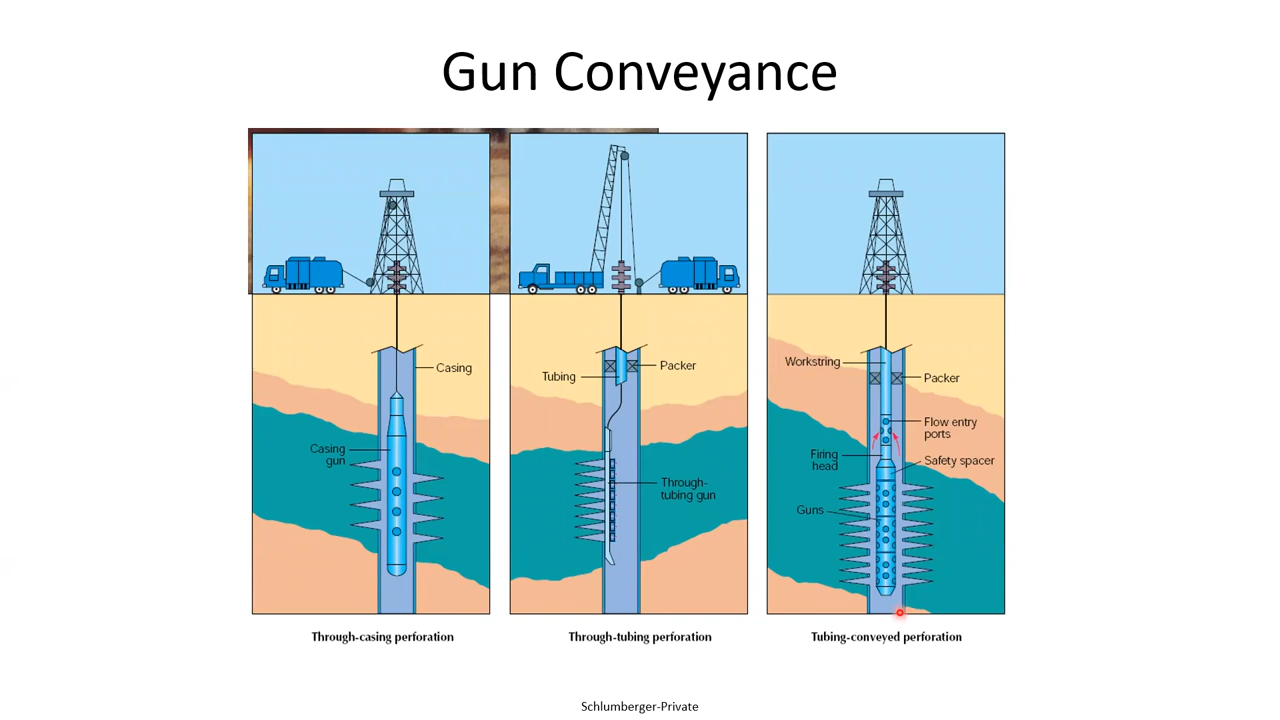 Gun Conveyance
Casing
Casing
gun
Through-casing perforation
Tubing
Packer
Through-
tubing gun
Through-tubing perforation
Workstring
Packer
Flow entry
ports
Firing
head
Safety spacer
Guns
Tubing-conveyed perforation
Schlumberger-Private